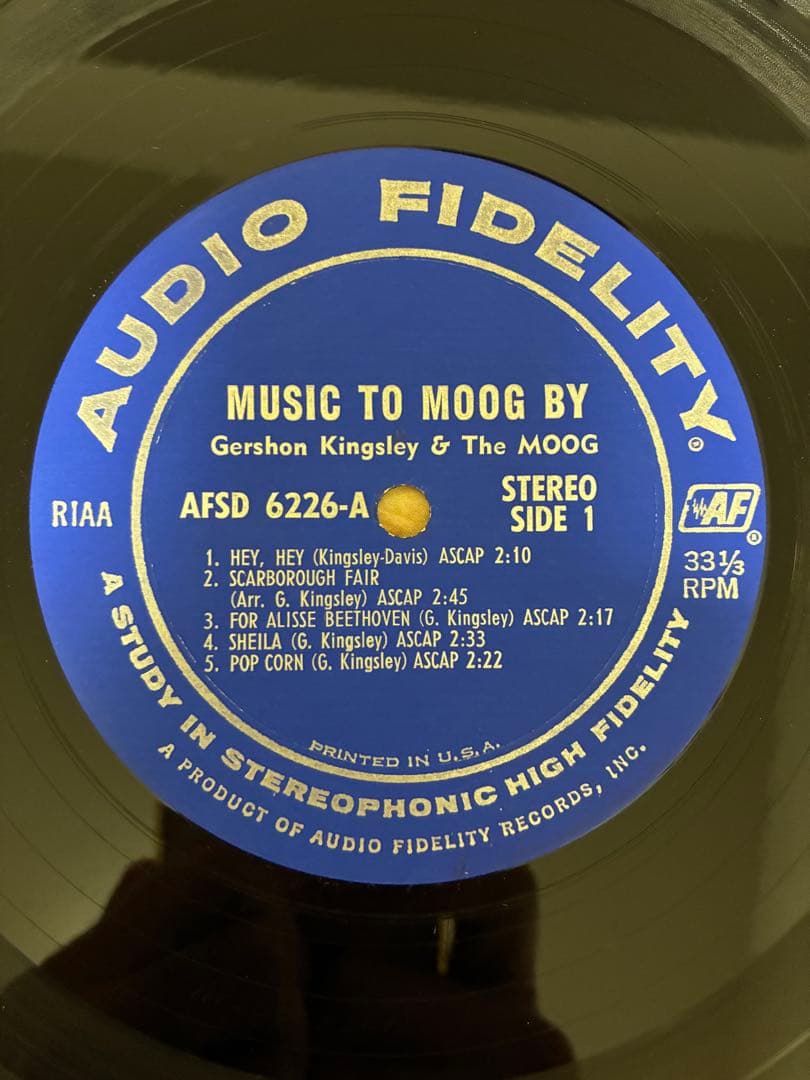 AUDIO FIDELITY®
MUSIC TO MOOG BY
Gershon Kingsley & The MOOG
RIAA
AFSD 6226-A
STEREO
SIDE 1
AF®
33⅓
RPM
1. HEY, HEY (Kingsley-Davis) ASCAP 2:10
2. SCARBOROUGH FAIR
(Arr. G. Kingsley) ASCAP 2:45
3. FOR ALISSE BEETHOVEN (G. Kingsley) ASCAP 2:17
4. SHEILA (G. Kingsley) ASCAP 2:33
5. POP CORN (G. Kingsley) ASCAP 2:22
PRINTED IN U.S.A.
A STUDY IN STEREOPHONIC HIGH FIDELITY
A PRODUCT OF AUDIO FIDELITY RECORDS, INC.